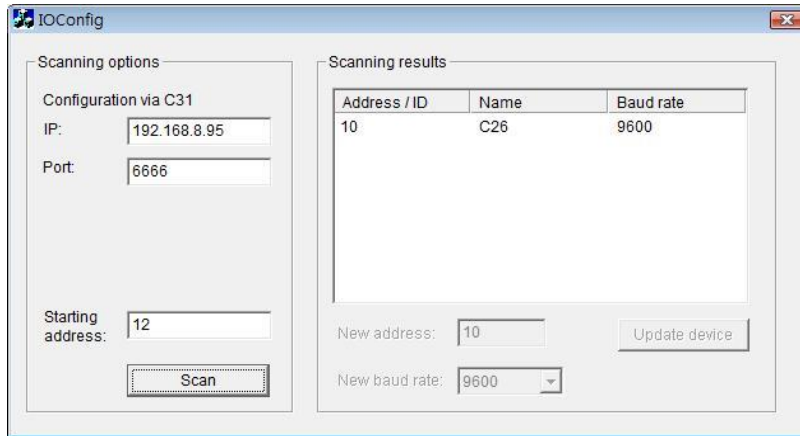 IOConfig
Scanning options
Configuration via C31
IP: 192.168.8.95
Port: 6666
Starting address: 12
Scan
Scanning results
Address / ID Name Baud rate
10 C26 9600
New address: 10 Update device
New baud rate: 9600